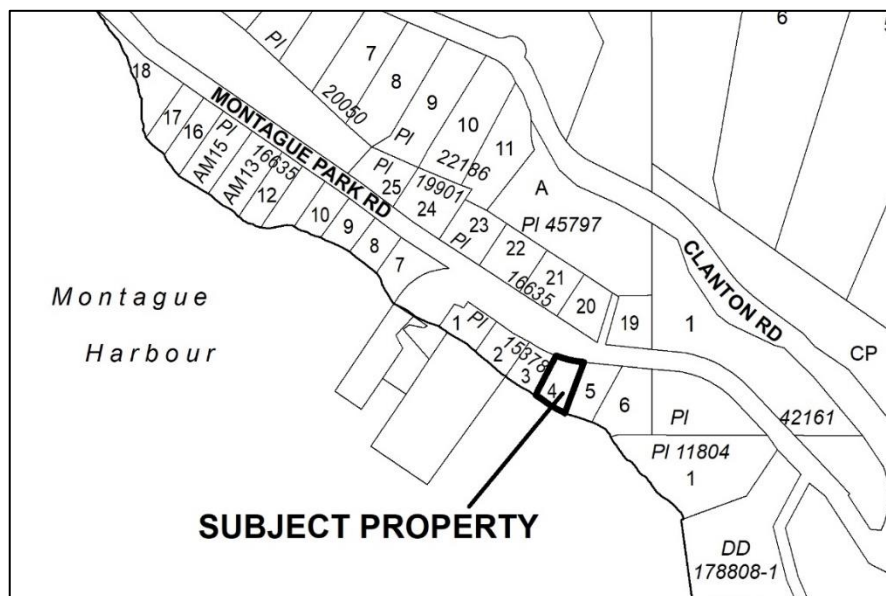 6
Pl
7
8
9
10
11
20050
Pl
22186
18
17
16
Pl
AM15
AM13
16635
12
10
9
8
7
MONTAGUE PARK RD
Pl
25
19901
24
23
Pl
22
21
20
19
16635
A
Pl 45797
1
CLANTON RD
CP
Montague
Harbour
1
Pl
15378
2
3
4
5
6
Pl
42161
Pl 11804
1
SUBJECT PROPERTY
DD
178808-1